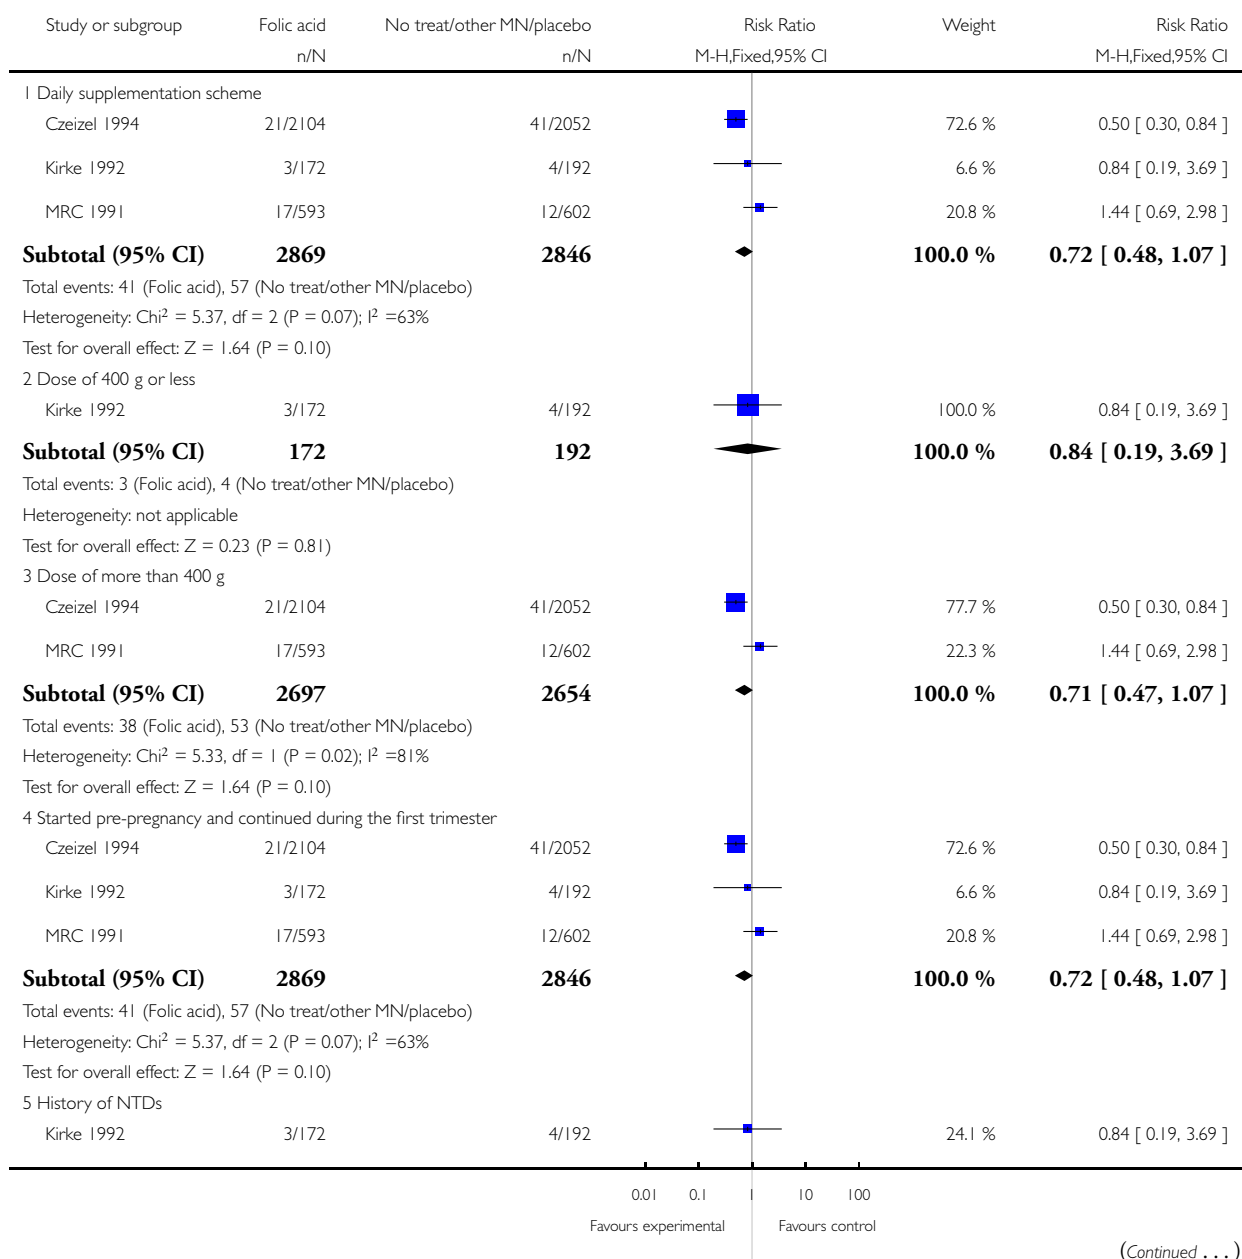 Study or subgroup Folic acid No treat/other MN/placebo Risk Ratio Weight Risk Ratio
n/N n/N M-H,Fixed,95% CI M-H,Fixed,95% CI
1 Daily supplementation scheme
Czeizel 1994 21/2104 41/2052 72.6 % 0.50 [ 0.30, 0.84 ]
Kirke 1992 3/172 4/192 6.6 % 0.84 [ 0.19, 3.69 ]
MRC 1991 17/593 12/602 20.8 % 1.44 [ 0.69, 2.98 ]
Subtotal (95% CI) 2869 2846 100.0 % 0.72 [ 0.48, 1.07 ]
Total events: 41 (Folic acid), 57 (No treat/other MN/placebo)
Heterogeneity: Chi² = 5.37, df = 2 (P = 0.07); I² =63%
Test for overall effect: Z = 1.64 (P = 0.10)
2 Dose of 400 g or less
Kirke 1992 3/172 4/192 100.0 % 0.84 [ 0.19, 3.69 ]
Subtotal (95% CI) 172 192 100.0 % 0.84 [ 0.19, 3.69 ]
Total events: 3 (Folic acid), 4 (No treat/other MN/placebo)
Heterogeneity: not applicable
Test for overall effect: Z = 0.23 (P = 0.81)
3 Dose of more than 400 g
Czeizel 1994 21/2104 41/2052 77.7 % 0.50 [ 0.30, 0.84 ]
MRC 1991 17/593 12/602 22.3 % 1.44 [ 0.69, 2.98 ]
Subtotal (95% CI) 2697 2654 100.0 % 0.71 [ 0.47, 1.07 ]
Total events: 38 (Folic acid), 53 (No treat/other MN/placebo)
Heterogeneity: Chi² = 5.33, df = 1 (P = 0.02); I² =81%
Test for overall effect: Z = 1.64 (P = 0.10)
4 Started pre-pregnancy and continued during the first trimester
Czeizel 1994 21/2104 41/2052 72.6 % 0.50 [ 0.30, 0.84 ]
Kirke 1992 3/172 4/192 6.6 % 0.84 [ 0.19, 3.69 ]
MRC 1991 17/593 12/602 20.8 % 1.44 [ 0.69, 2.98 ]
Subtotal (95% CI) 2869 2846 100.0 % 0.72 [ 0.48, 1.07 ]
Total events: 41 (Folic acid), 57 (No treat/other MN/placebo)
Heterogeneity: Chi² = 5.37, df = 2 (P = 0.07); I² =63%
Test for overall effect: Z = 1.64 (P = 0.10)
5 History of NTDs
Kirke 1992 3/172 4/192 24.1 % 0.84 [ 0.19, 3.69 ]
0.01 0.1 1 10 100
Favours experimental Favours control
(Continued . . . )